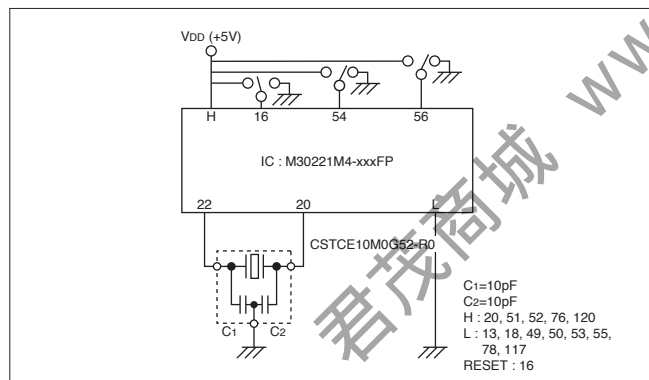 VDD (+5V)
H 16 54 56
IC : M30221M4-xxxFP
22 20 L
CSTCE10M0G52-R0
C1 C2
C1=10pF
C2=10pF
H : 20, 51, 52, 76, 120
L : 13, 18, 49, 50, 53, 55,
78, 117
RESET : 16
君茂商城 ww